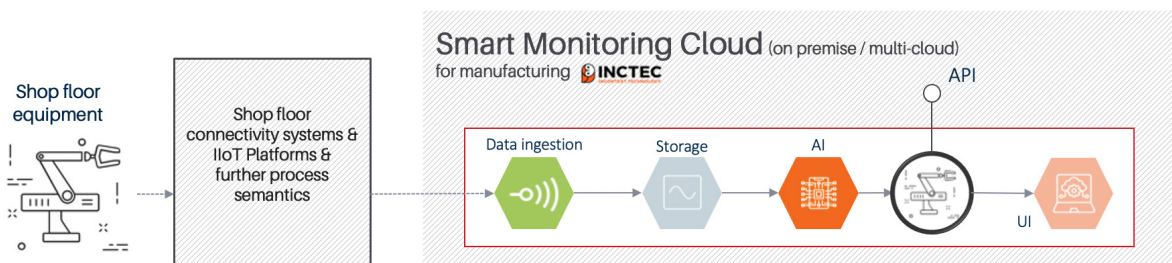 Smart Monitoring Cloud (on premise / multi-cloud)
for manufacturing INCTEC
API
Shop floor
equipment
Shop floor
connectivity systems &
IIoT Platforms &
further process
semantics
Data ingestion
Storage
AI
UI